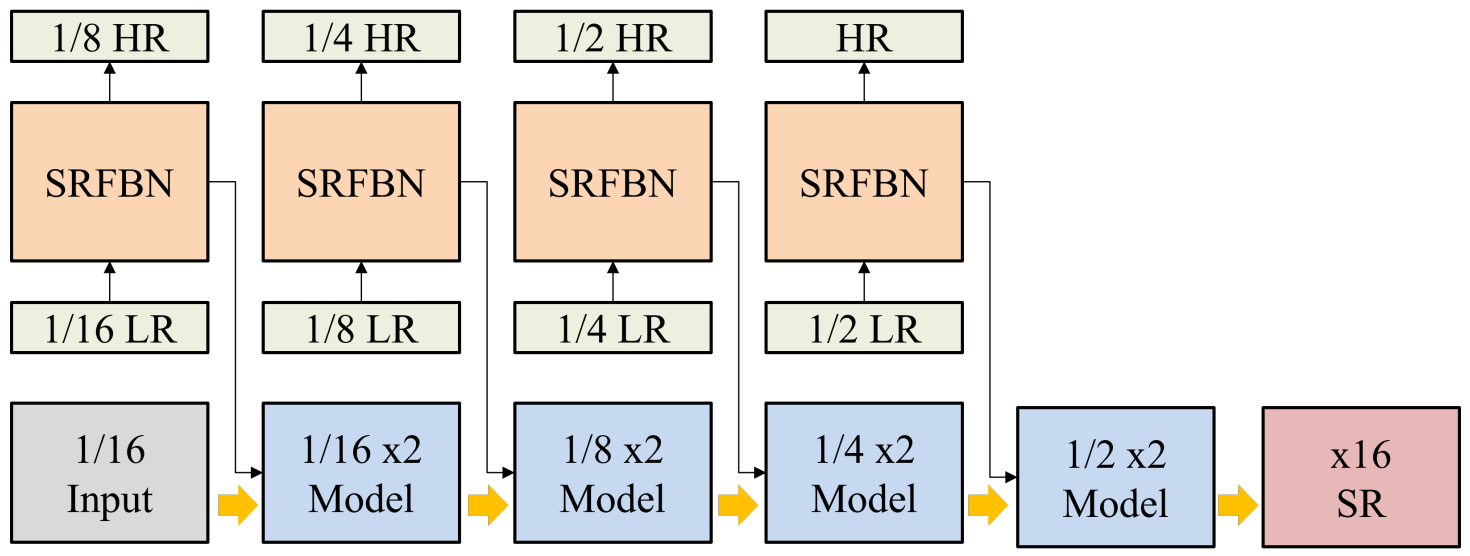 1/8 HR
1/4 HR
1/2 HR
HR
SRFBN
SRFBN
SRFBN
SRFBN
1/16 LR
1/8 LR
1/4 LR
1/2 LR
1/16
Input
1/16 x2
Model
1/8 x2
Model
1/4 x2
Model
1/2 x2
Model
x16
SR